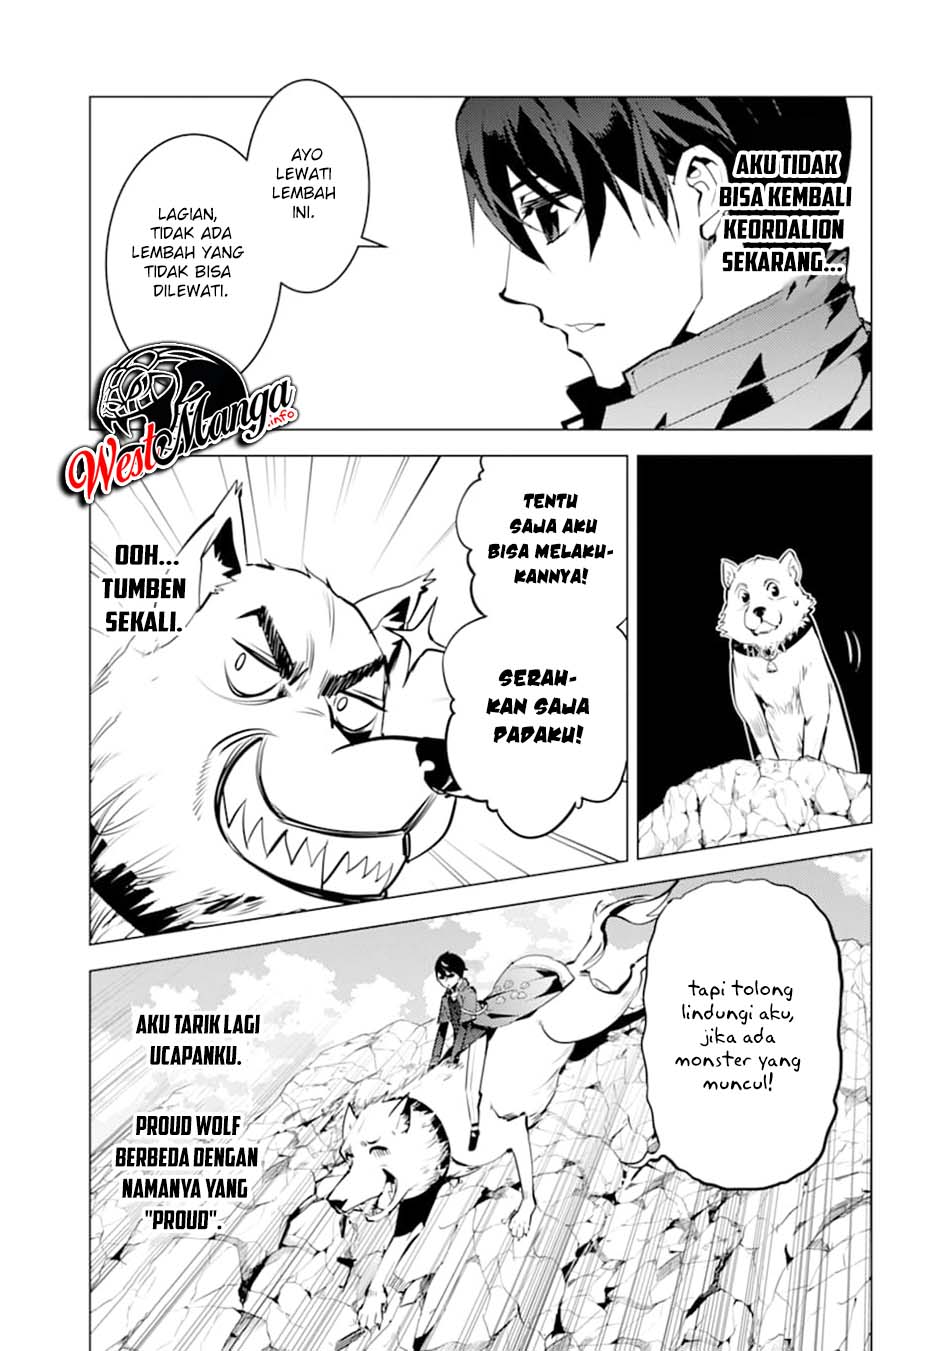 AKU TIDAK
BISA KEMBALI
KEORDALION
SEKARANG...
AYO
LEWATI
LEMBAH
INI.
LAGIAN,
TIDAK ADA
LEMBAH YANG
TIDAK BISA
DILEWATI.
WestManga
.info
TENTU
SAJA AKU
BISA MELAKU-
KANNYA!
SERAH-
KAN SAJA
PADAKU!
OOH...
TUMBEN
SEKALI.
tapi tolong
lindungi aku,
jika ada
monster yang
muncul!
AKU TARIK LAGI
UCAPANKU.
PROUD WOLF
BERBEDA DENGAN
NAMANYA YANG
"PROUD".